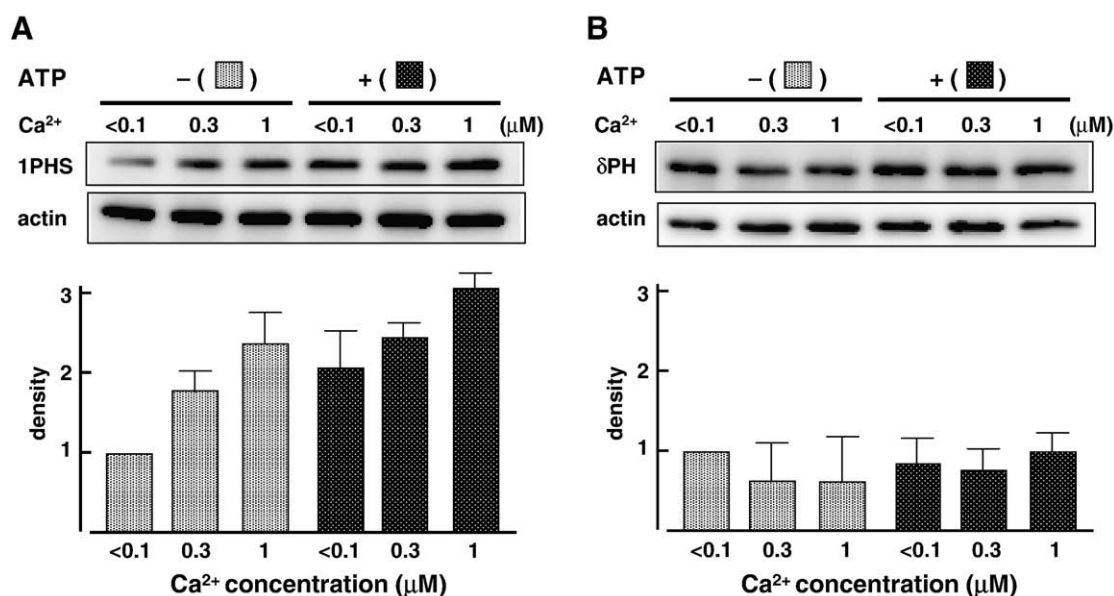 A
ATP – ( ) + ( )
Ca²⁺ <0.1 0.3 1 <0.1 0.3 1 (μM)
1PHS
actin
3
2
1
density
<0.1 0.3 1 <0.1 0.3 1
Ca²⁺ concentration (μM)
B
ATP – ( ) + ( )
Ca²⁺ <0.1 0.3 1 <0.1 0.3 1 (μM)
δPH
actin
3
2
1
density
<0.1 0.3 1 <0.1 0.3 1
Ca²⁺ concentration (μM)